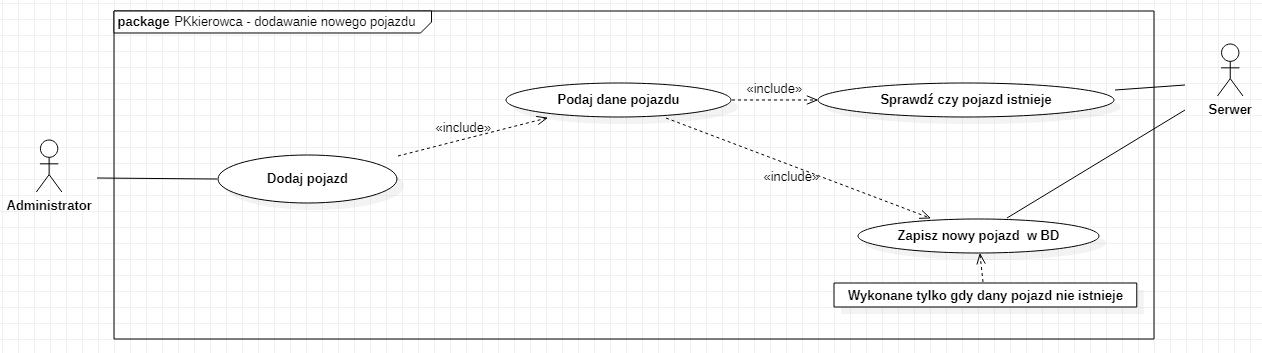 package PKkierowca - dodawanie nowego pojazdu
Serwer
Podaj dane pojazdu
«include»
Sprawdź czy pojazd istnieje
«include»
Administrator
Dodaj pojazd
«include»
Zapisz nowy pojazd w BD
Wykonane tylko gdy dany pojazd nie istnieje